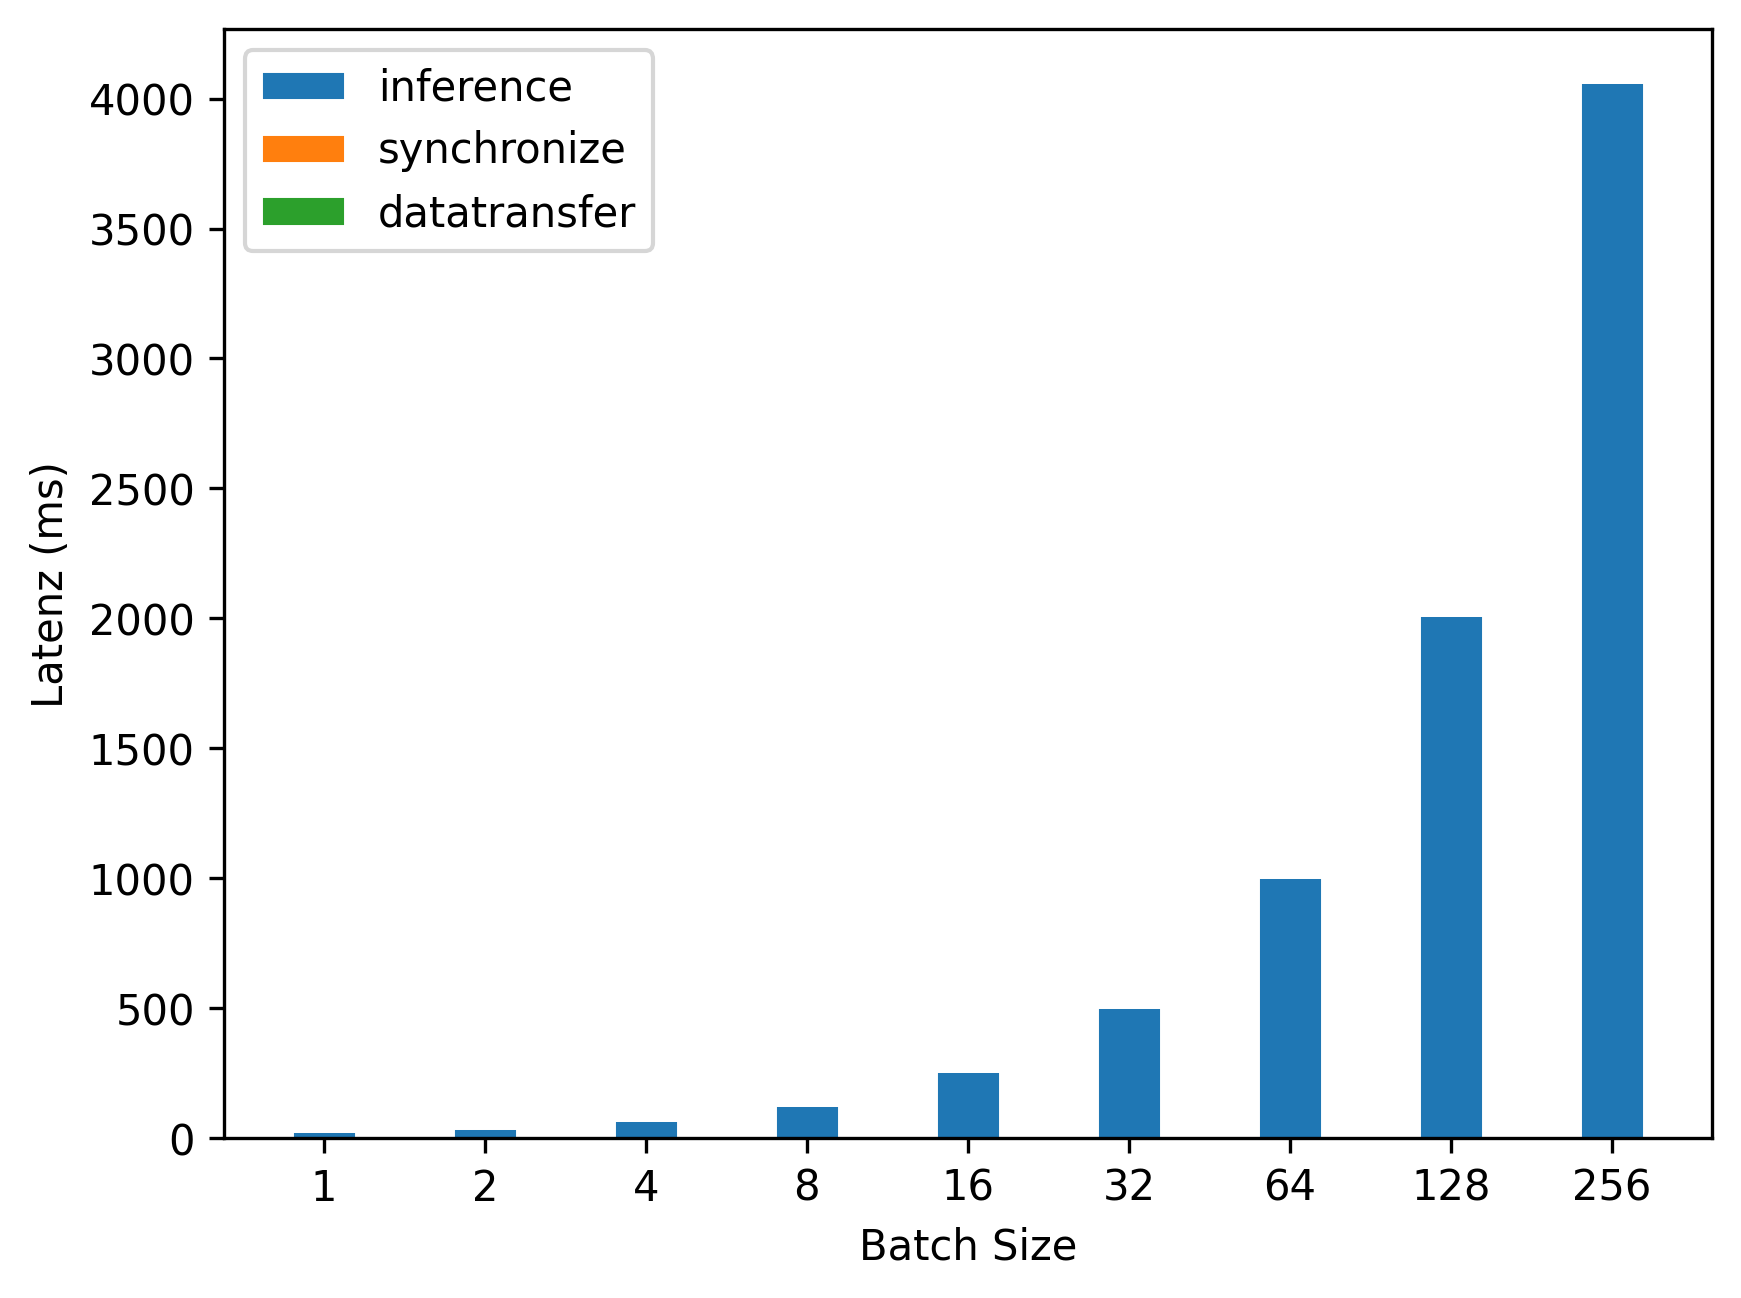 inference
synchronize
datatransfer
4000
3500
3000
2500
2000
1500
1000
500
0
Latenz (ms)
1 2 4 8 16 32 64 128 256
Batch Size